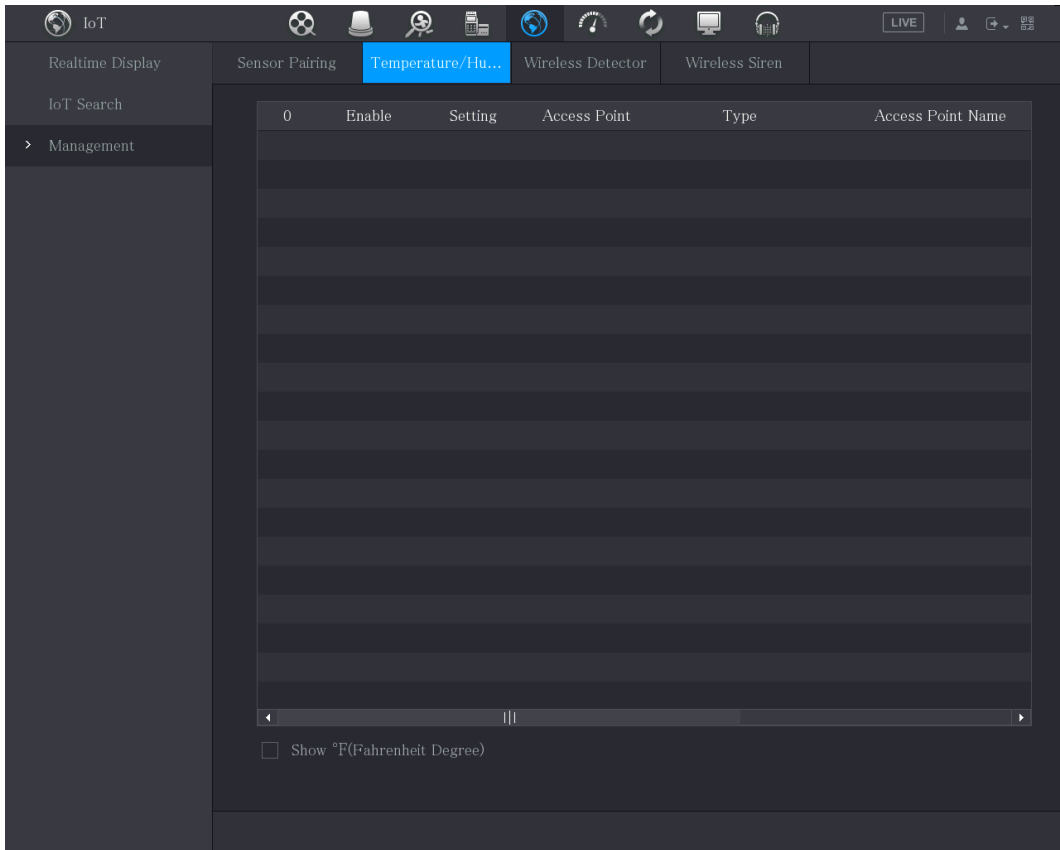 IoT LIVE
Realtime Display
IoT Search
Management
Sensor Pairing Temperature/Hu... Wireless Detector Wireless Siren
0 Enable Setting Access Point Type Access Point Name
Show °F(Fahrenheit Degree)